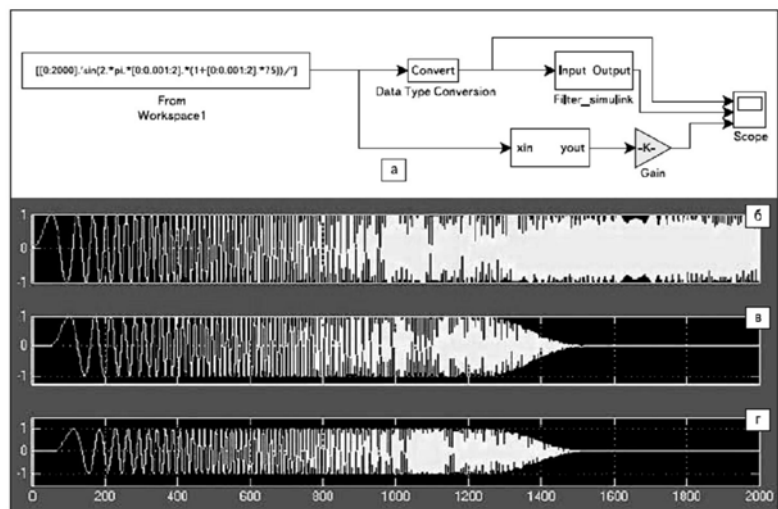 [[0:2000].'sin(2.*pi.*[0:0.001:2].*(1+[0:0.001:2].*75))/']
From
Workspace1
Convert
Data Type Conversion
Input Output
Filter_simulink
Scope
xin yout
-K-
Gain
а
б
1
0
-1
в
1
0
-1
г
1
0
-1
0 200 400 600 800 1000 1200 1400 1600 1800 2000